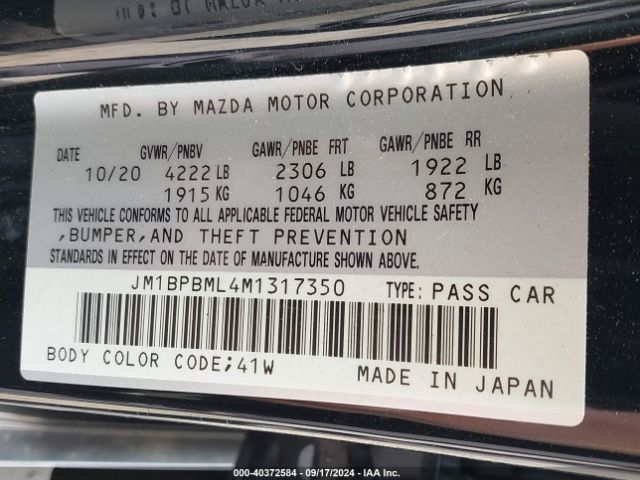 MFD. BY MAZDA MOTOR CORPORATION
DATE GVWR/PNBV GAWR/PNBE FRT GAWR/PNBE RR
10/20 4222 LB 2306 LB 1922 LB
1915 KG 1046 KG 872 KG
THIS VEHICLE CONFORMS TO ALL APPLICABLE FEDERAL MOTOR VEHICLE SAFETY
,BUMPER,AND THEFT PREVENTION
STANDARDS IN EFFECT ON THE DATE OF MANUFACTURE SHOWN ABOVE.
JM1BPBML4M1317350 TYPE: PASS CAR
BODY COLOR CODE;41W MADE IN JAPAN
000-40372584 - 09/17/2024 - IAA Inc.